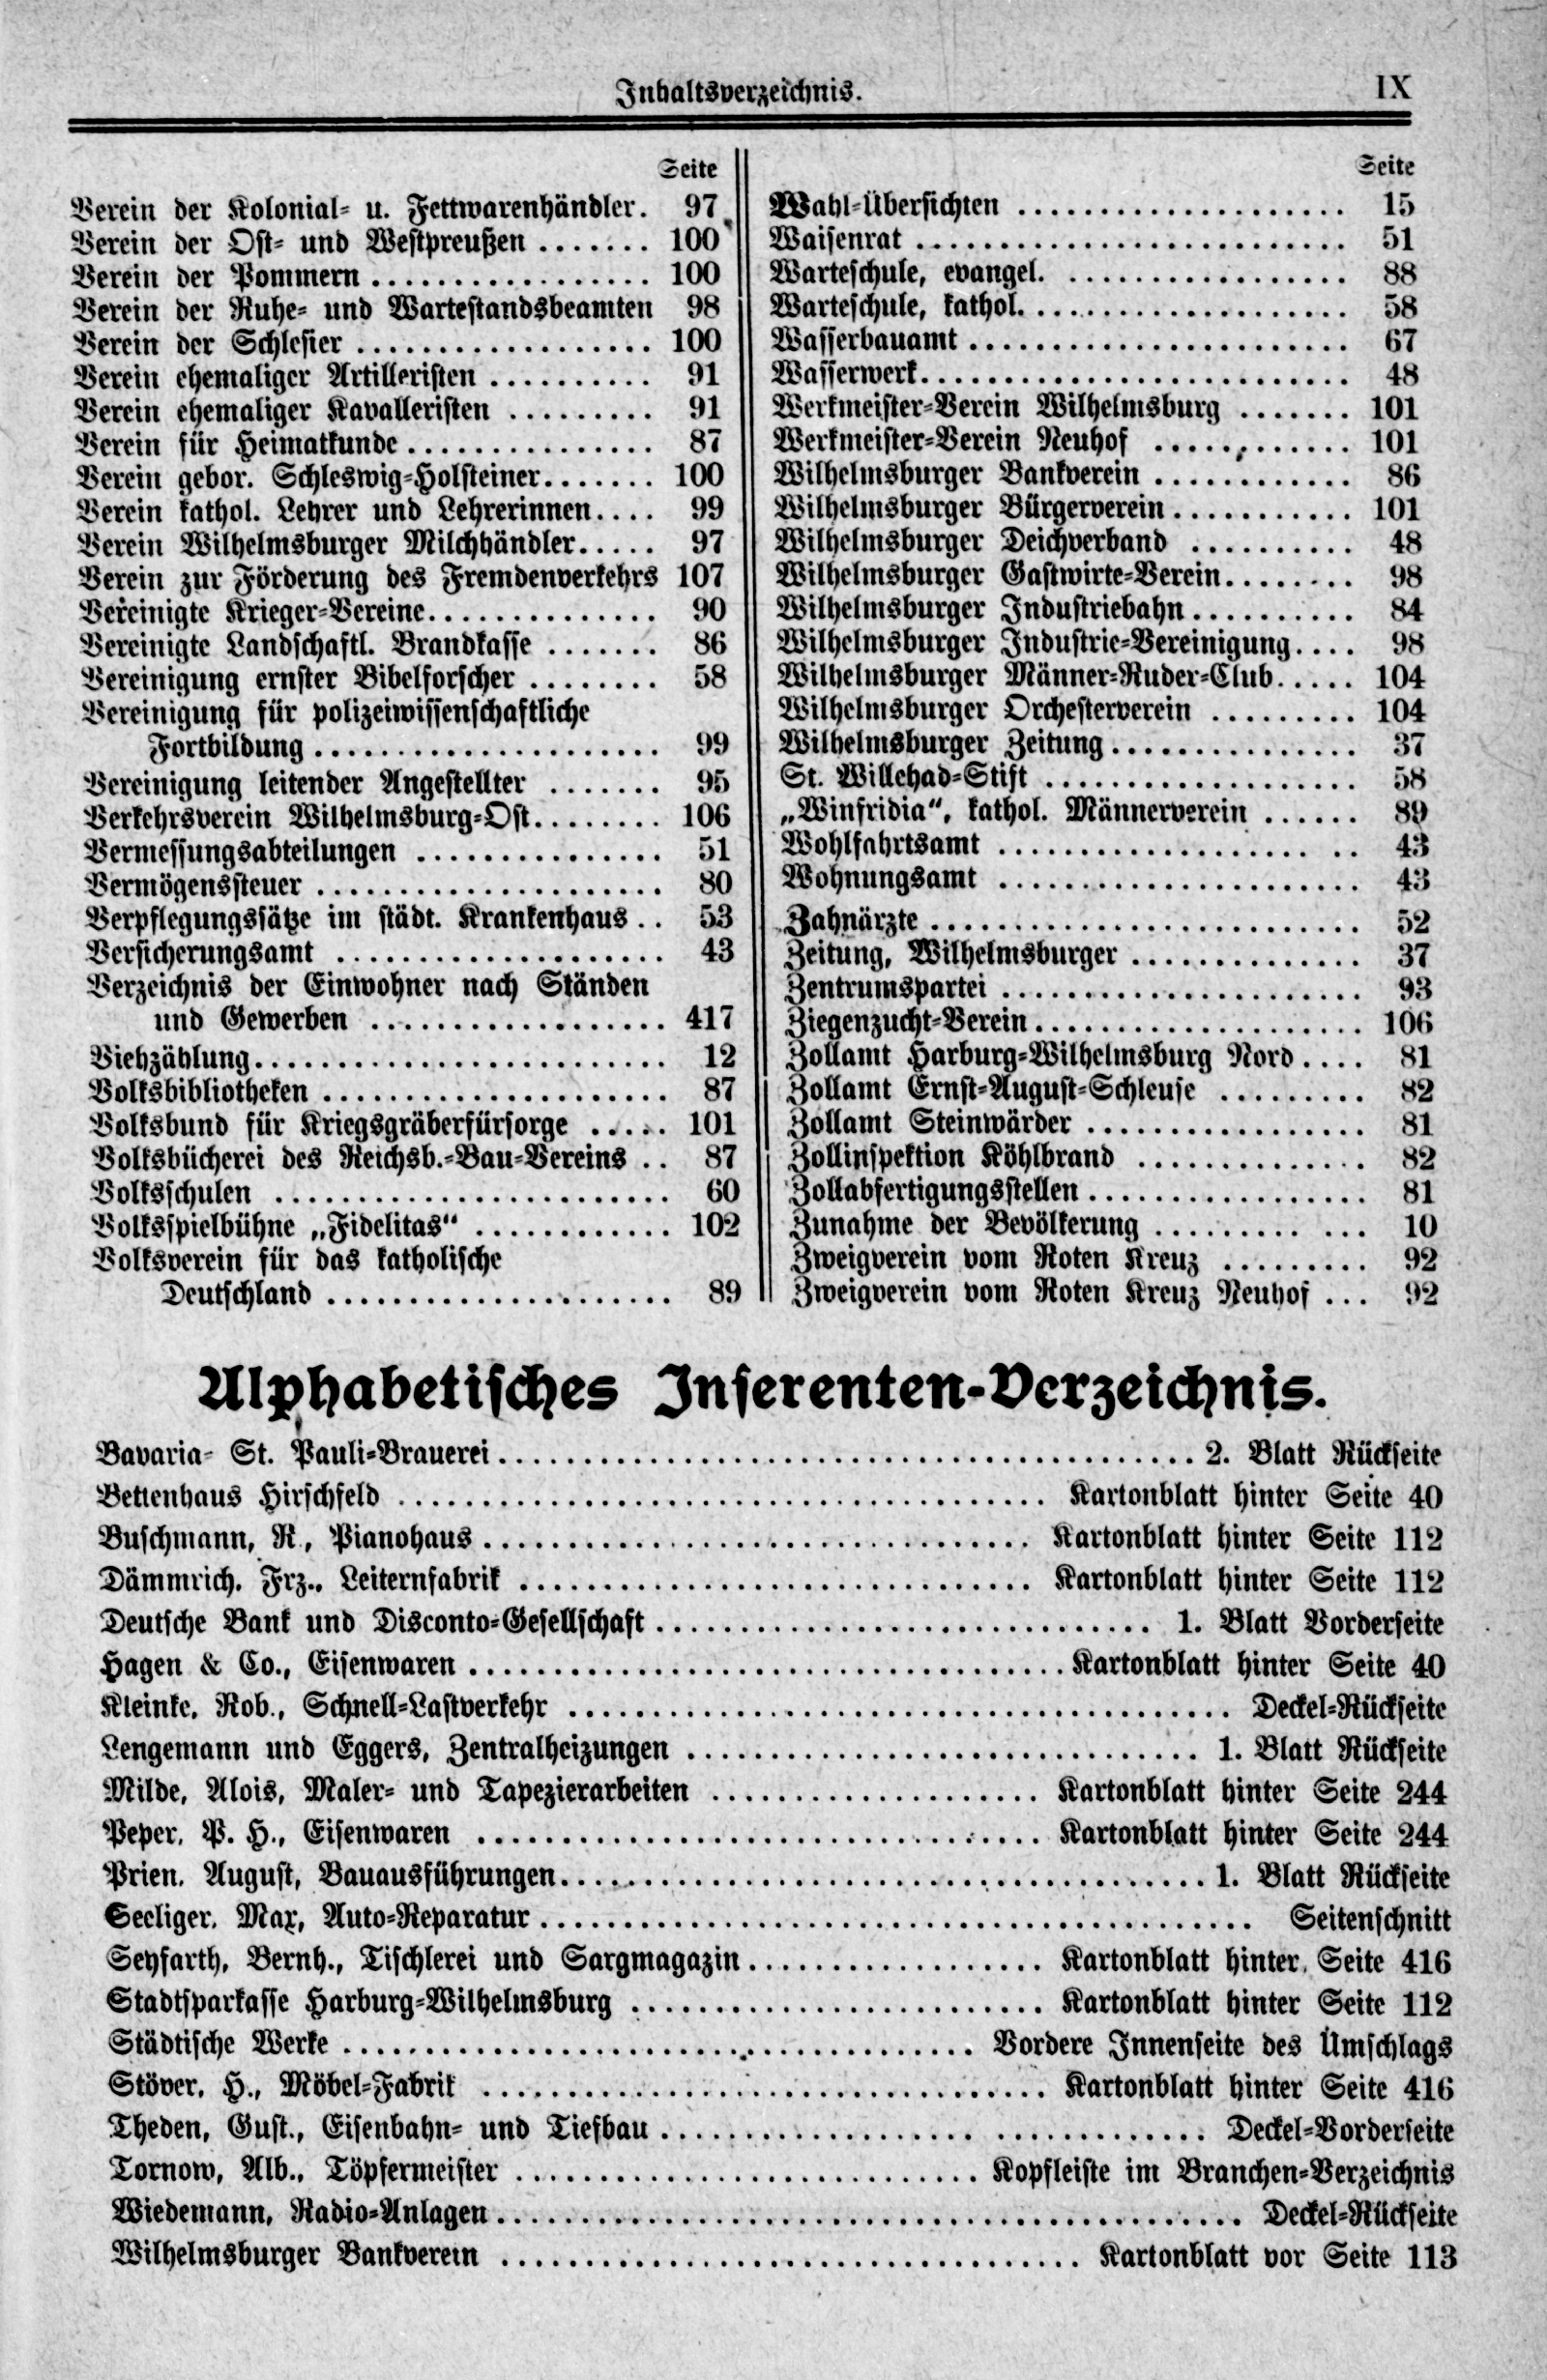 Inhaltsverzeichnis. IX
Seite
Verein der Kolonial- u. Fettwarenhändler. 97
Verein der Ost- und Westpreußen ....... 100
Verein der Pommern ................. 100
Verein der Ruhe- und Wartestandsbeamten 98
Verein der Schlesier .................. 100
Verein ehemaliger Artilleristen .......... 91
Verein ehemaliger Kavalleristen ......... 91
Verein für Heimatkunde ............... 87
Verein gebor. Schleswig-Holsteiner....... 100
Verein kathol. Lehrer und Lehrerinnen.... 99
Verein Wilhelmsburger Milchhändler..... 97
Verein zur Förderung des Fremdenverkehrs 107
Vereinigte Krieger-Vereine.............. 90
Vereinigte Landschaftl. Brandkasse ....... 86
Vereinigung ernster Bibelforscher ........ 58
Vereinigung für polizeiwissenschaftliche
Fortbildung ..................... 99
Vereinigung leitender Angestellter ....... 95
Verkehrsverein Wilhelmsburg-Ost........ 106
Vermessungsabteilungen ............... 51
Vermögenssteuer ..................... 80
Verpflegungssätze im städt. Krankenhaus .. 53
Versicherungsamt .................... 43
Verzeichnis der Einwohner nach Ständen
und Gewerben .................. 417
Viehzählung......................... 12
Volksbibliotheken ..................... 87
Volksbund für Kriegsgräberfürsorge ..... 101
Volksbücherei des Reichsb.-Bau-Vereins .. 87
Volksschulen ........................ 60
Volksspielbühne „Fidelitas“ ............ 102
Volksverein für das katholische
Deutschland ..................... 89
Seite
Wahl-Übersichten .................... 15
Waisenrat .......................... 51
Warteschule, evangel. ................. 88
Warteschule, kathol. ................... 58
Wasserbauamt ....................... 67
Wasserwerk.......................... 48
Werkmeister-Verein Wilhelmsburg ....... 101
Werkmeister-Verein Neuhof ............ 101
Wilhelmsburger Bankverein ............ 86
Wilhelmsburger Bürgerverein ........... 101
Wilhelmsburger Deichverband .......... 48
Wilhelmsburger Gastwirte-Verein........ 98
Wilhelmsburger Industriebahn .......... 84
Wilhelmsburger Industrie-Vereinigung.... 98
Wilhelmsburger Männer-Ruder-Club..... 104
Wilhelmsburger Orchesterverein ......... 104
Wilhelmsburger Zeitung ............... 37
St. Willehad-Stift ................... 58
„Winfridia“, kathol. Männerverein ...... 89
Wohlfahrtsamt ................... .. 43
Wohnungsamt ...................... 43
Zahnärzte .......................... 52
Zeitung, Wilhelmsburger .............. 37
Zentrumspartei ...................... 93
Ziegenzucht-Verein .................... 106
Zollamt Harburg-Wilhelmsburg Nord .... 81
Zollamt Ernst-August-Schleuse ......... 82
Zollamt Steinwärder ................. 81
Zollinspektion Köhlbrand .............. 82
Zollabfertigungsstellen ................. 81
Zunahme der Bevölkerung ......... ... 10
Zweigverein vom Roten Kreuz ......... 92
Zweigverein vom Roten Kreuz Neuhof ... 92
Alphabetisches Inserenten-Verzeichnis.
Bavaria- St. Pauli-Brauerei .................................. 2. Blatt Rückseite
Bettenhaus Hirschfeld ................................ Kartonblatt hinter Seite 40
Buschmann, R., Pianohaus ........................... Kartonblatt hinter Seite 112
Dämmrich, Frz., Leiternfabrik ......................... Kartonblatt hinter Seite 112
Deutsche Bank und Disconto-Gesellschaft ........................ 1. Blatt Vorderseite
Hagen & Co., Eisenwaren ............................. Kartonblatt hinter Seite 40
Kleinke, Rob., Schnell-Lastverkehr ................................ Deckel-Rückseite
Lengemann und Eggers, Zentralheizungen ......................... 1. Blatt Rückseite
Milde, Alois, Maler- und Tapezierarbeiten ................ Kartonblatt hinter Seite 244
Peper, P. H., Eisenwaren ............................ Kartonblatt hinter Seite 244
Prien, August, Bauausführungen................................ 1. Blatt Rückseite
Seeliger, Max, Auto-Reparatur ................................... Seitenschnitt
Seyfarth, Bernh., Tischlerei und Sargmagazin .............. Kartonblatt hinter Seite 416
Stadtsparkasse Harburg-Wilhelmsburg .................... Kartonblatt hinter Seite 112
Städtische Werke .............................. Vordere Innenseite des Umschlags
Stöver, H., Möbel-Fabrik ........................... Kartonblatt hinter Seite 416
Theden, Gust., Eisenbahn- und Tiefbau ............... .......... Deckel-Vorderseite
Tornow, Alb., Töpfermeister ....................... Kopfleiste im Branchen-Verzeichnis
Wiedemann, Radio-Anlagen .................................... Deckel-Rückseite
Wilhelmsburger Bankverein ............................ Kartonblatt vor Seite 113